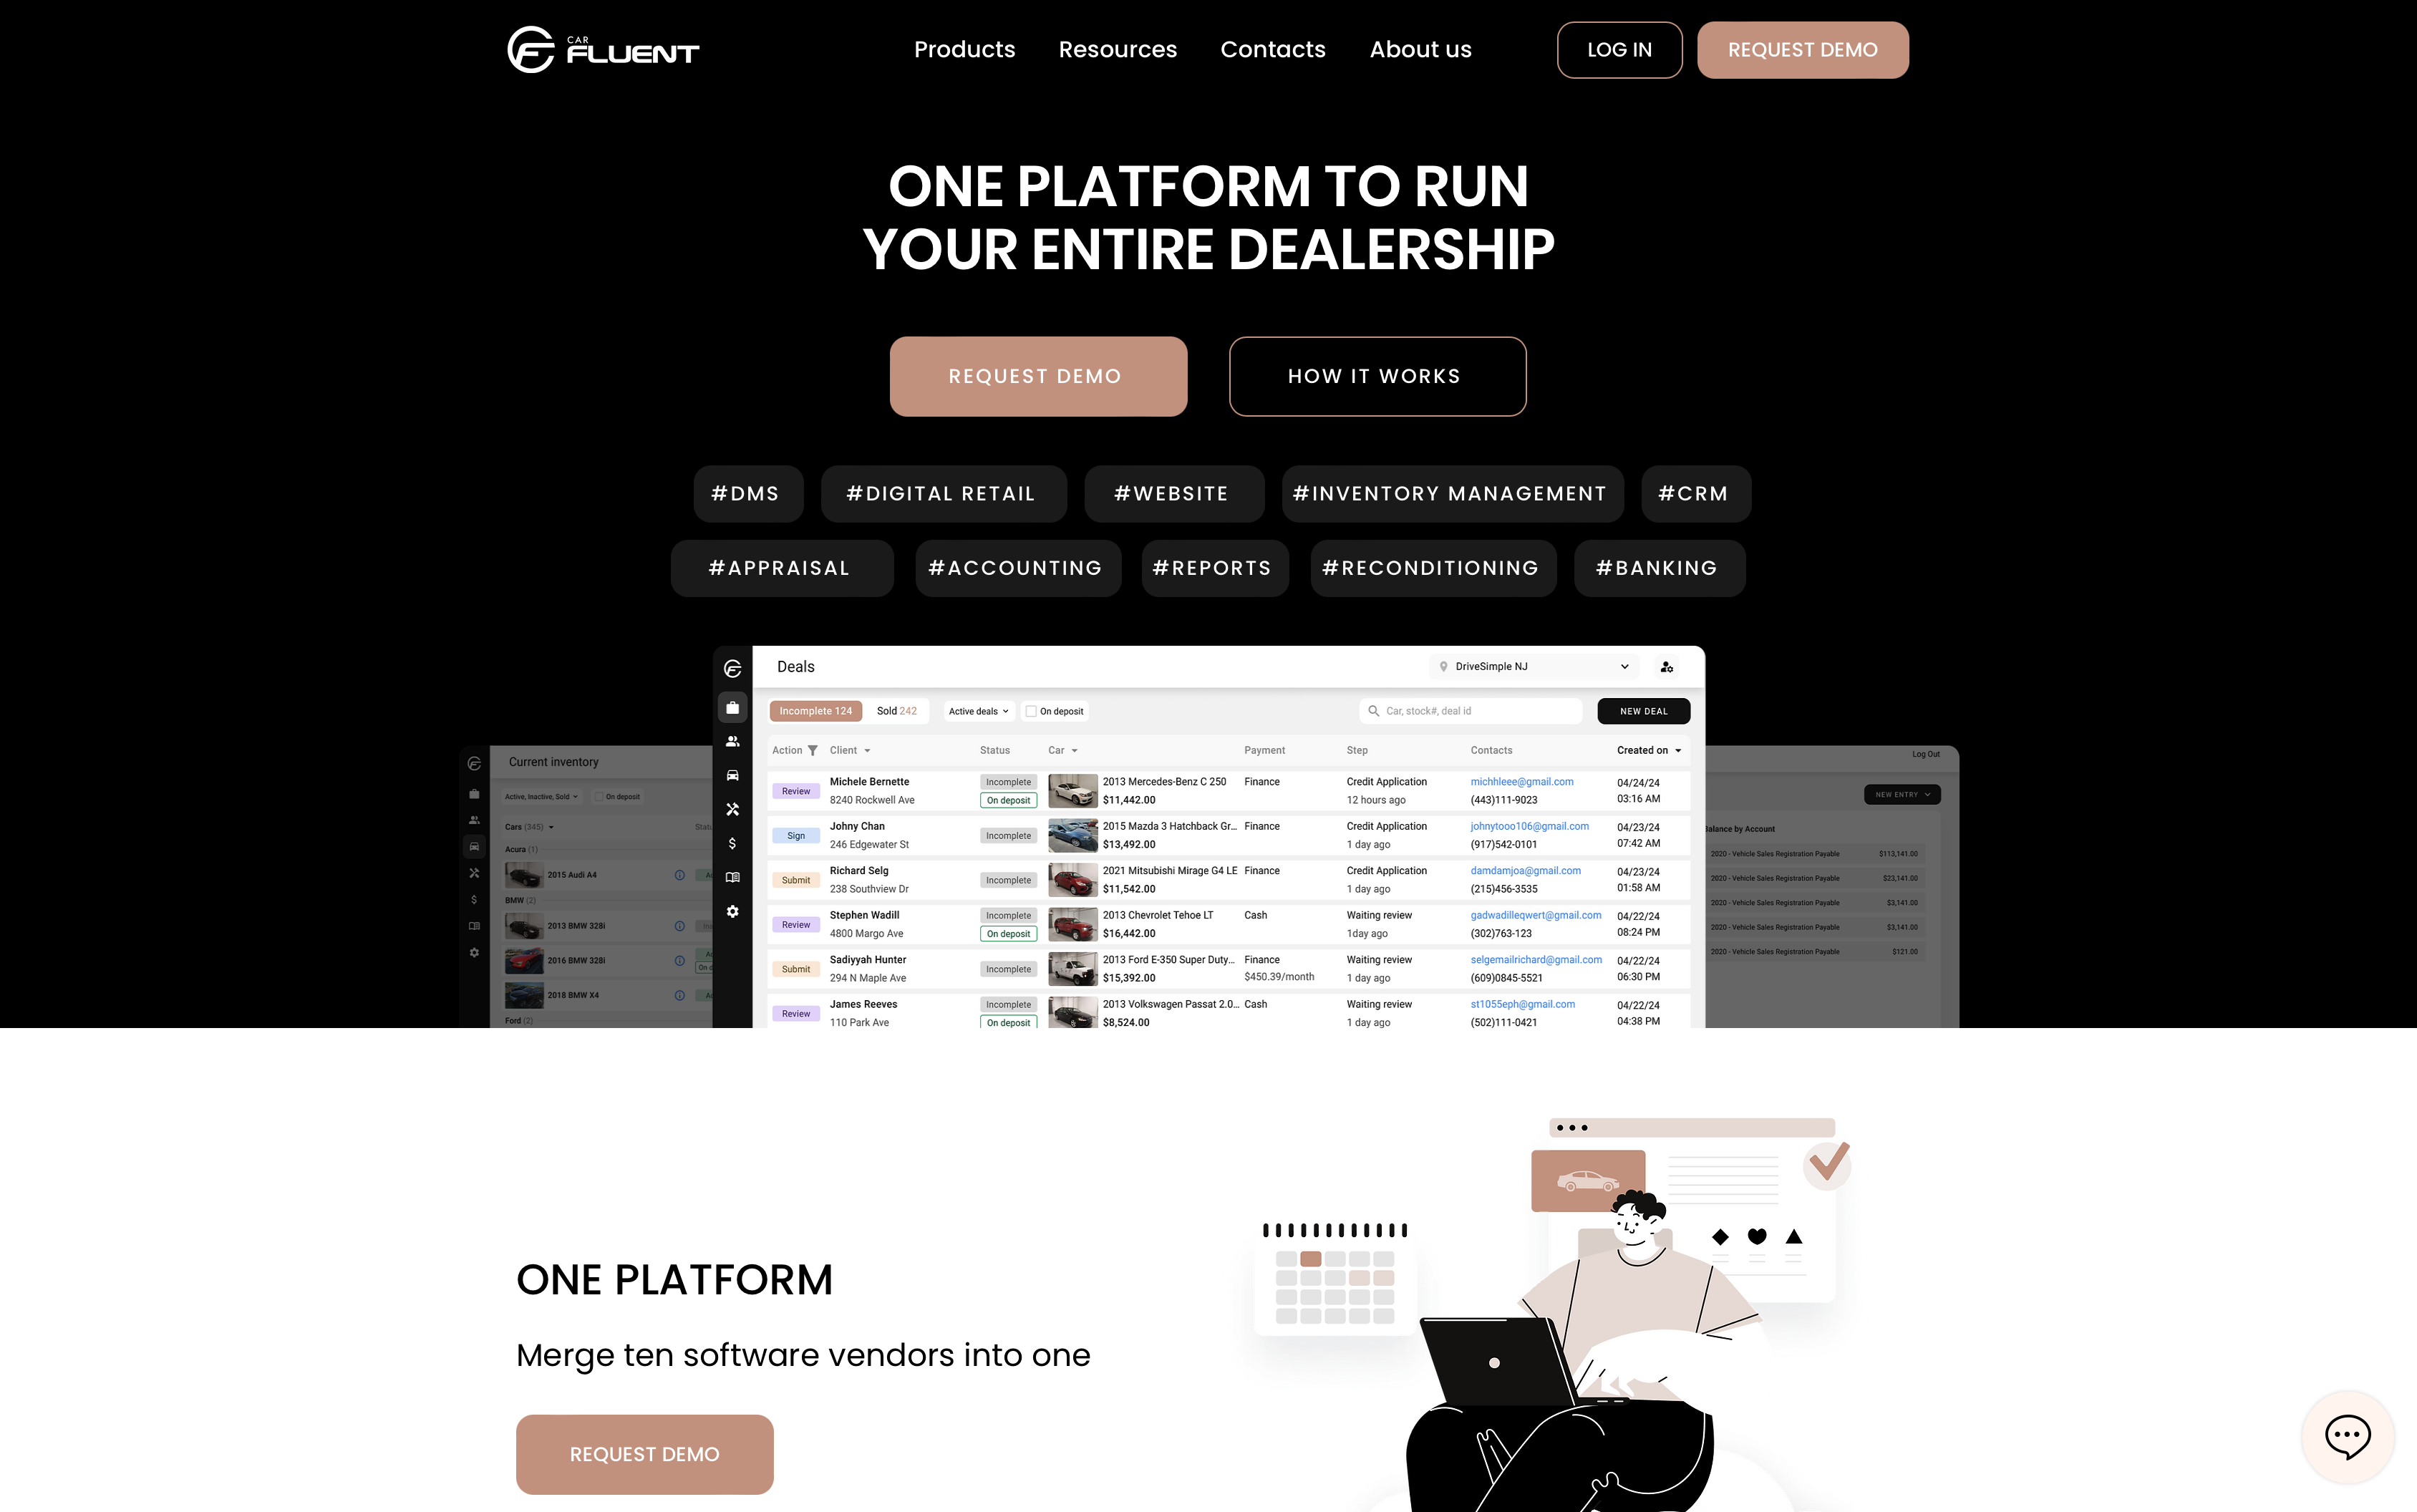 CAR
FLUENT
Products Resources Contacts About us LOG IN REQUEST DEMO
ONE PLATFORM TO RUN
YOUR ENTIRE DEALERSHIP
REQUEST DEMO HOW IT WORKS
#DMS #DIGITAL RETAIL #WEBSITE #INVENTORY MANAGEMENT #CRM
#APPRAISAL #ACCOUNTING #REPORTS #RECONDITIONING #BANKING
Deals DriveSimple NJ
Incomplete 124 Sold 242 Active deals On deposit Car, stock#, deal id NEW DEAL
Action Client Status Car Payment Step Contacts Created on
Review Michele Bernette Incomplete 2013 Mercedes-Benz C 250 Finance Credit Application michhleee@gmail.com 04/24/24
8240 Rockwell Ave On deposit $11,442.00 12 hours ago (443)111-9023 03:16 AM
Sign Johny Chan Incomplete 2015 Mazda 3 Hatchback Gr... Finance Credit Application johnytooo106@gmail.com 04/23/24
246 Edgewater St $13,492.00 1 day ago (917)542-0101 07:42 AM
Submit Richard Selg Incomplete 2021 Mitsubishi Mirage G4 LE Finance Credit Application damdamjoa@gmail.com 04/23/24
238 Southview Dr $11,542.00 1 day ago (215)456-3535 01:58 AM
Review Stephen Wadill Incomplete 2013 Chevrolet Tehoe LT Cash Waiting review gadwadilleqwert@gmail.com 04/22/24
4800 Margo Ave On deposit $16,442.00 1day ago (302)763-123 08:24 PM
Submit Sadiyyah Hunter Incomplete 2013 Ford E-350 Super Duty... Finance Waiting review selgemailrichard@gmail.com 04/22/24
294 N Maple Ave $15,392.00 $450.39/month 1 day ago (609)0845-5521 06:30 PM
Review James Reeves Incomplete 2013 Volkswagen Passat 2.0... Cash Waiting review st1055eph@gmail.com 04/22/24
110 Park Ave On deposit $8,524.00 1 day ago (502)111-0421 04:38 PM
Current inventory
Active, Inactive, Sold On deposit
Cars (345)
Acura (1)
2015 Audi A4
BMW (2)
2013 BMW 328i
2016 BMW 328i
2018 BMW X4
Ford (2)
Log Out
NEW ENTRY
Balance by Account
2020 - Vehicle Sales Registration Payable $113,141.00
2020 - Vehicle Sales Registration Payable $23,141.00
2020 - Vehicle Sales Registration Payable $3,141.00
2020 - Vehicle Sales Registration Payable $3,141.00
2020 - Vehicle Sales Registration Payable $121.00
ONE PLATFORM
Merge ten software vendors into one
REQUEST DEMO